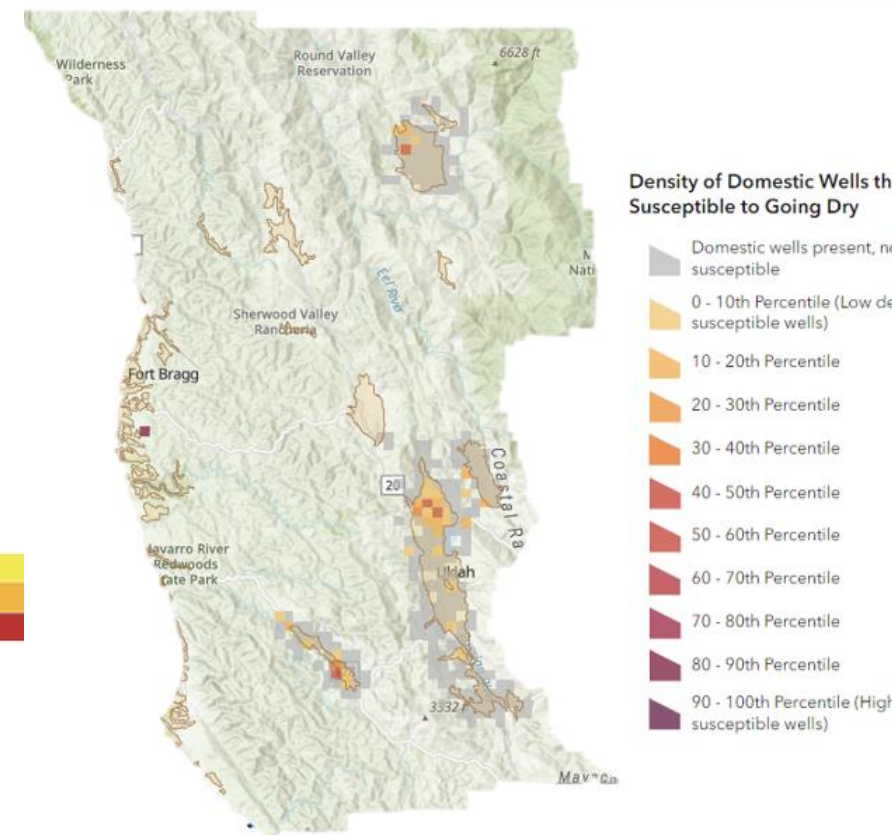 Wilderness
Park
Round Valley
Reservation
6628 ft
Eel River
Sherwood Valley
Rancheria
Fort Bragg
20
Coastal Ra
Navarro River
Redwoods
tate Park
Ukiah
3332 f
Nati
Density of Domestic Wells th
Susceptible to Going Dry
Domestic wells present, no
susceptible
0 - 10th Percentile (Low de
susceptible wells)
10 - 20th Percentile
20 - 30th Percentile
30 - 40th Percentile
40 - 50th Percentile
50 - 60th Percentile
60 - 70th Percentile
70 - 80th Percentile
80 - 90th Percentile
90 - 100th Percentile (High
susceptible wells)